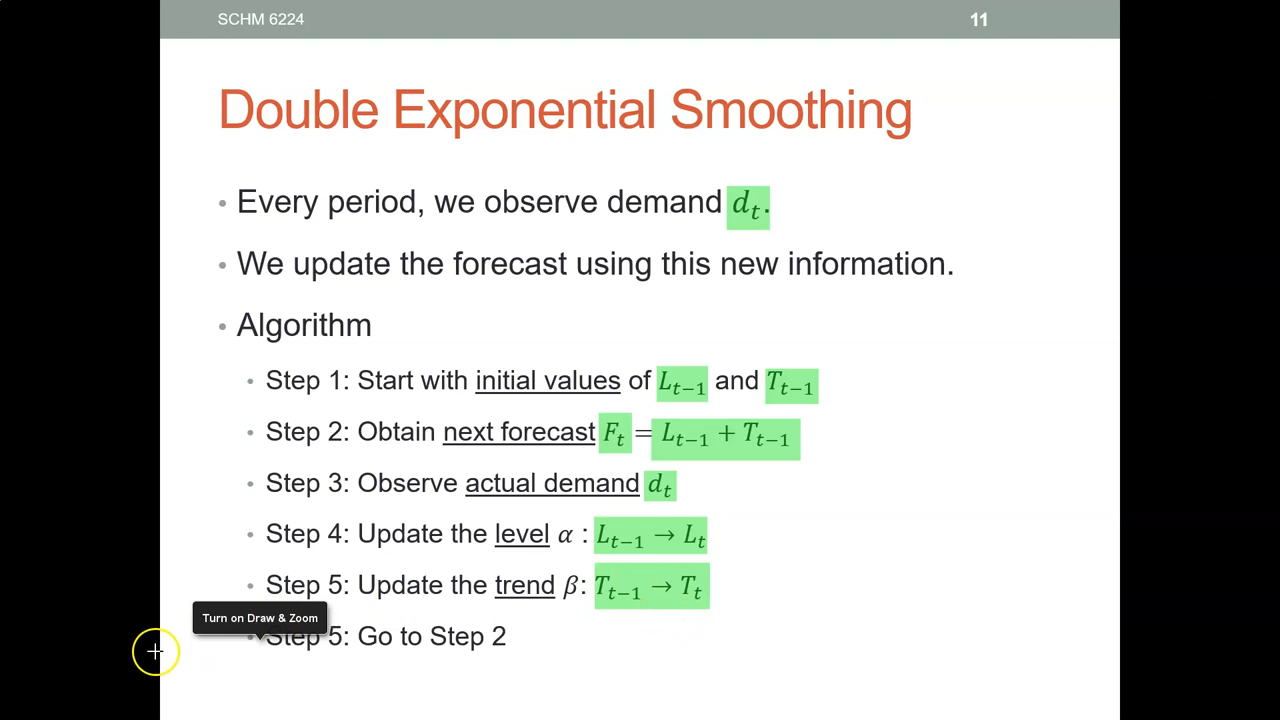 SCHM 6224
11
Double Exponential Smoothing
• Every period, we observe demand dₜ.
• We update the forecast using this new information.
• Algorithm
• Step 1: Start with initial values of Lₜ₋₁ and Tₜ₋₁
• Step 2: Obtain next forecast Fₜ = Lₜ₋₁ + Tₜ₋₁
• Step 3: Observe actual demand dₜ
• Step 4: Update the level α : Lₜ₋₁ → Lₜ
• Step 5: Update the trend β: Tₜ₋₁ → Tₜ
Turn on Draw & Zoom
• Step 5: Go to Step 2